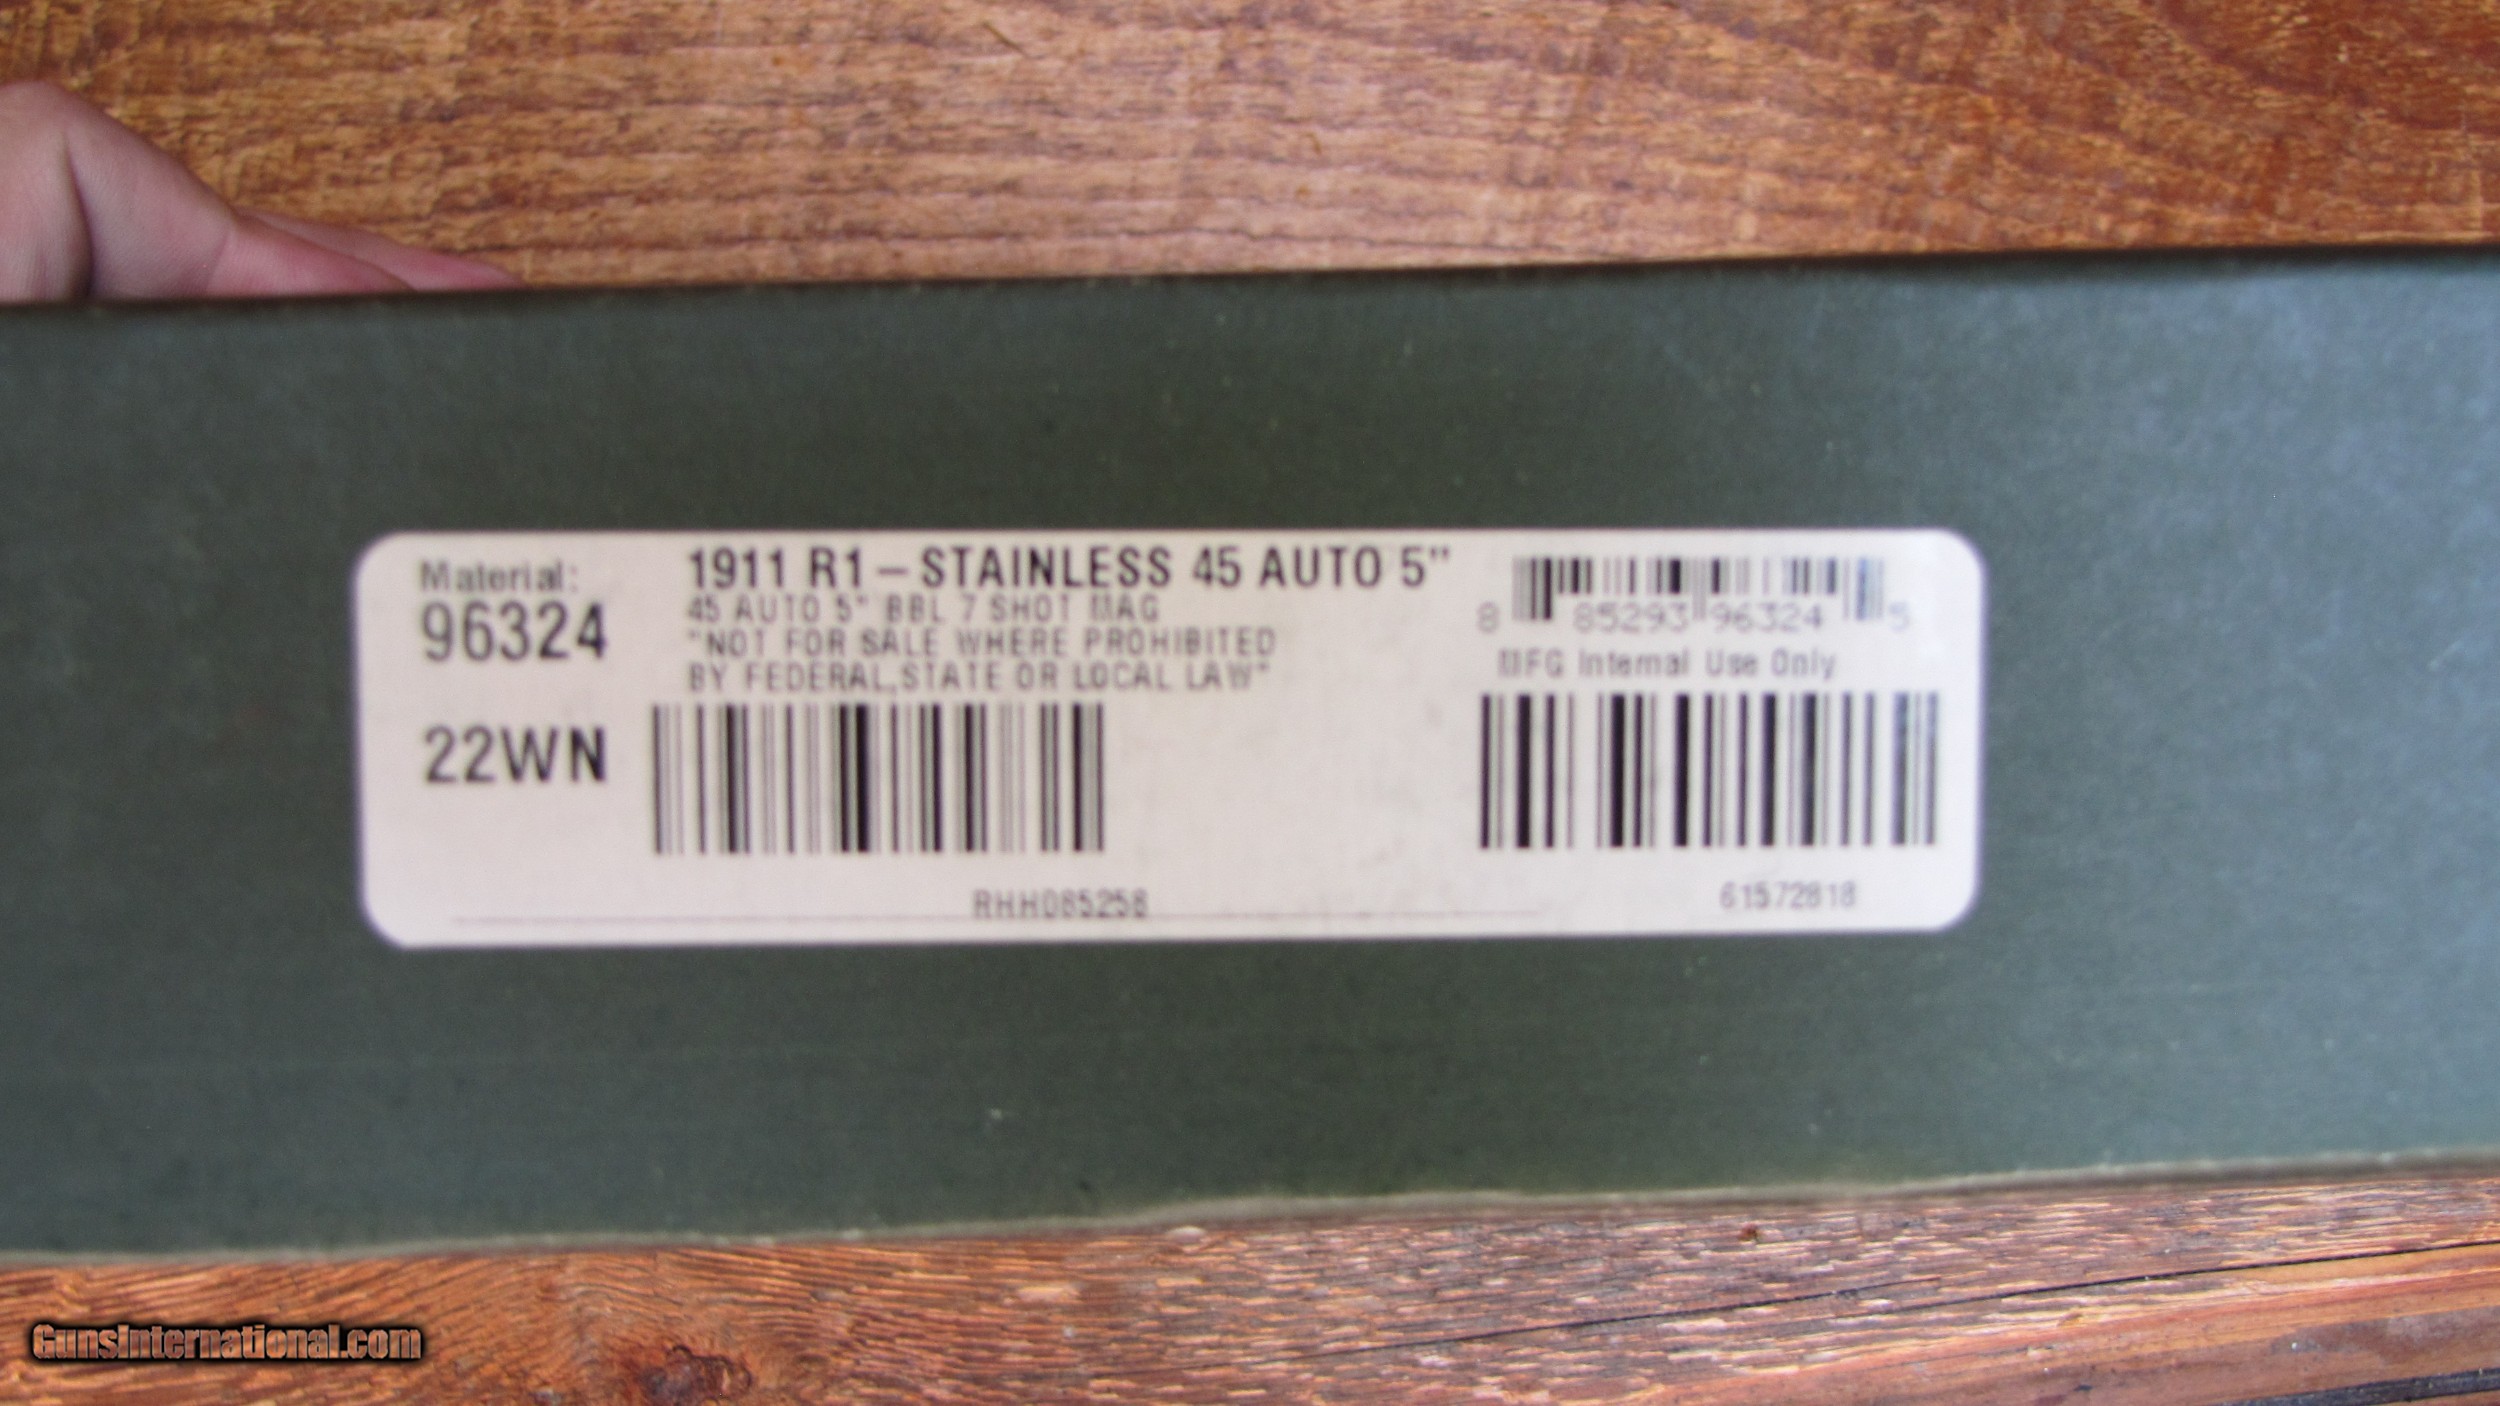 Material:
96324
22WN
1911 R1-STAINLESS 45 AUTO 5"
45 AUTO 5" BBL 7 SHOT MAG
"NOT FOR SALE WHERE PROHIBITED
BY FEDERAL,STATE OR LOCAL LAW"
RHH085258
8 85293 96324 5
MFG Internal Use Only
61572818
GunsInternational.com